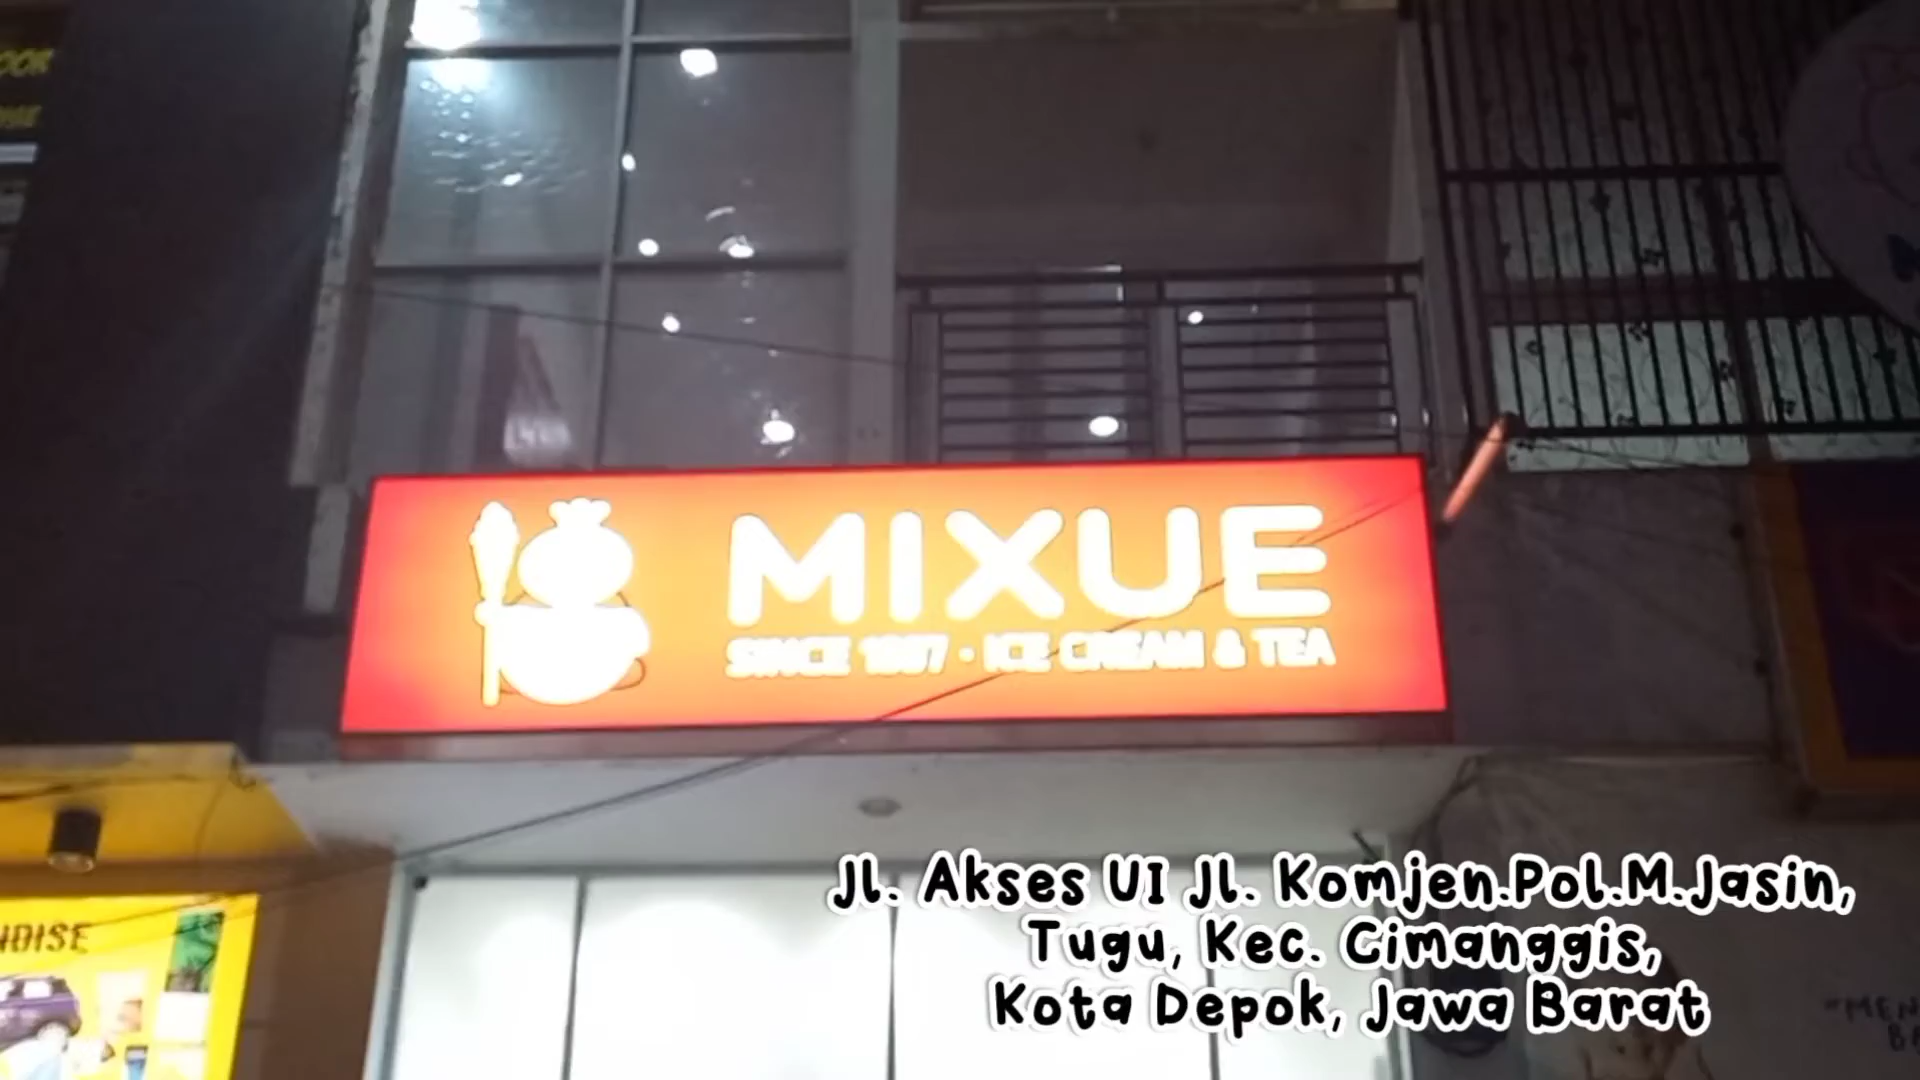 MIXUE
SINCE 1997 • ICE CREAM & TEA
Jl. Akses UI Jl. Komjen.Pol.M.Jasin,
Tugu, Kec. Cimanggis,
Kota Depok, Jawa Barat